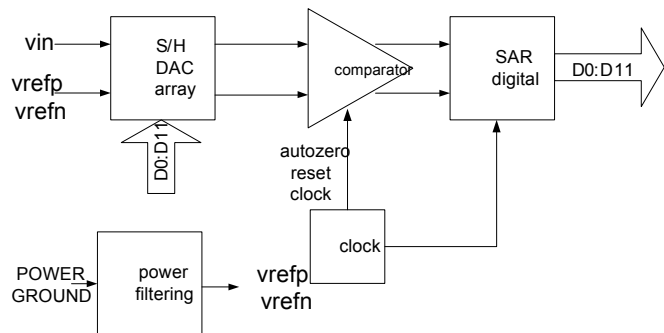 vin
vrefp
vrefn
S/H
DAC
array
comparator
SAR
digital
D0:D11
D0:D11
autozero
reset
clock
clock
POWER
GROUND
power
filtering
vrefp
vrefn